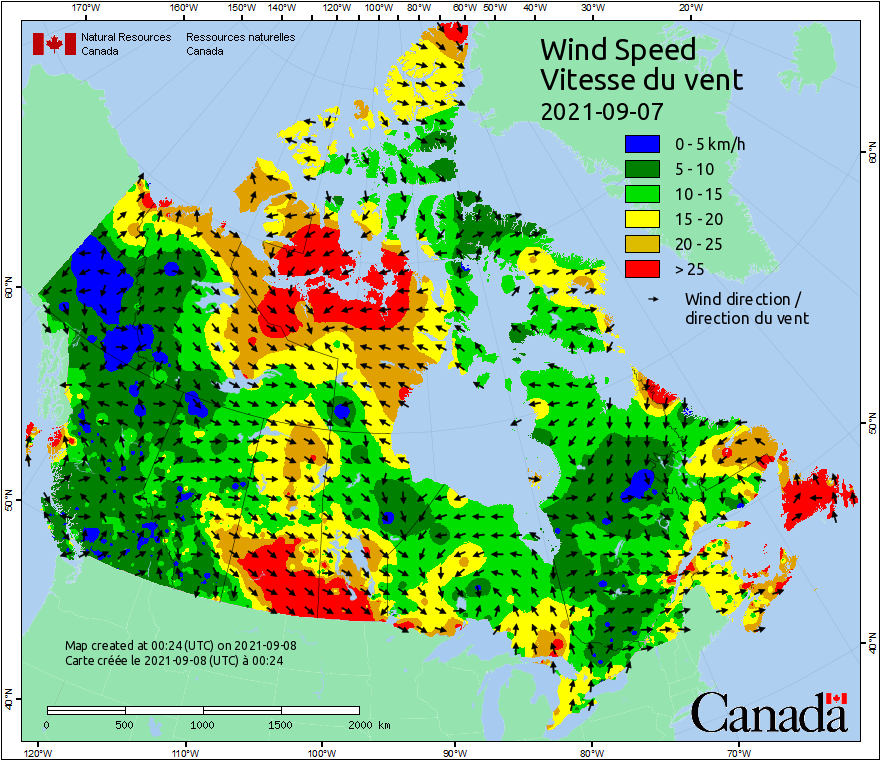 170°W 160°W 150°W 140°W 130°W 120°W 110°W 100°W 90°W 80°W 60°W 50°W 40°W 30°W 20°W
Natural Resources Canada
Ressources naturelles Canada
Wind Speed
Vitesse du vent
2021-09-07
0 - 5 km/h
5 - 10
10 - 15
15 - 20
20 - 25
> 25
Wind direction /
direction du vent
60°N
50°N
40°N
60°N
50°N
40°N
Map created at 00:24 (UTC) on 2021-09-08
Carte créée le 2021-09-08 (UTC) à 00:24
0 500 1000 1500 2000 km
Canada
120°W 110°W 100°W 90°W 80°W 70°W